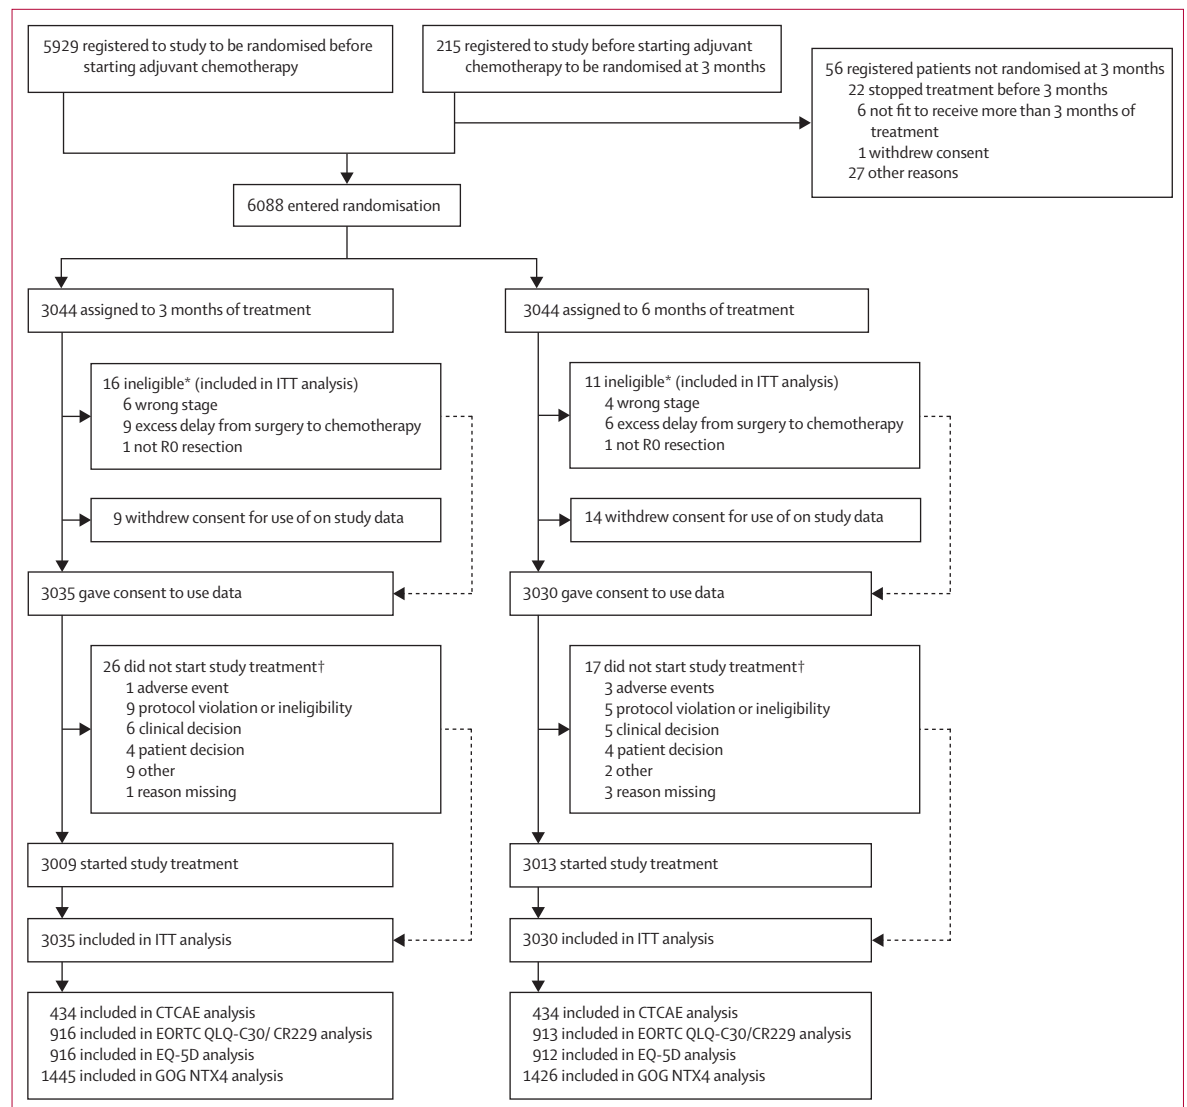 5929 registered to study to be randomised before
starting adjuvant chemotherapy
215 registered to study before starting adjuvant
chemotherapy to be randomised at 3 months
56 registered patients not randomised at 3 months
22 stopped treatment before 3 months
6 not fit to receive more than 3 months of
treatment
1 withdrew consent
27 other reasons
6088 entered randomisation
3044 assigned to 3 months of treatment
3044 assigned to 6 months of treatment
16 ineligible* (included in ITT analysis)
6 wrong stage
9 excess delay from surgery to chemotherapy
1 not R0 resection
11 ineligible* (included in ITT analysis)
4 wrong stage
6 excess delay from surgery to chemotherapy
1 not R0 resection
9 withdrew consent for use of on study data
14 withdrew consent for use of on study data
3035 gave consent to use data
3030 gave consent to use data
26 did not start study treatment†
1 adverse event
9 protocol violation or ineligibility
6 clinical decision
4 patient decision
9 other
1 reason missing
17 did not start study treatment†
3 adverse events
5 protocol violation or ineligibility
5 clinical decision
4 patient decision
2 other
3 reason missing
3009 started study treatment
3013 started study treatment
3035 included in ITT analysis
3030 included in ITT analysis
434 included in CTCAE analysis
916 included in EORTC QLQ-C30/ CR229 analysis
916 included in EQ-5D analysis
1445 included in GOG NTX4 analysis
434 included in CTCAE analysis
913 included in EORTC QLQ-C30/CR229 analysis
912 included in EQ-5D analysis
1426 included in GOG NTX4 analysis